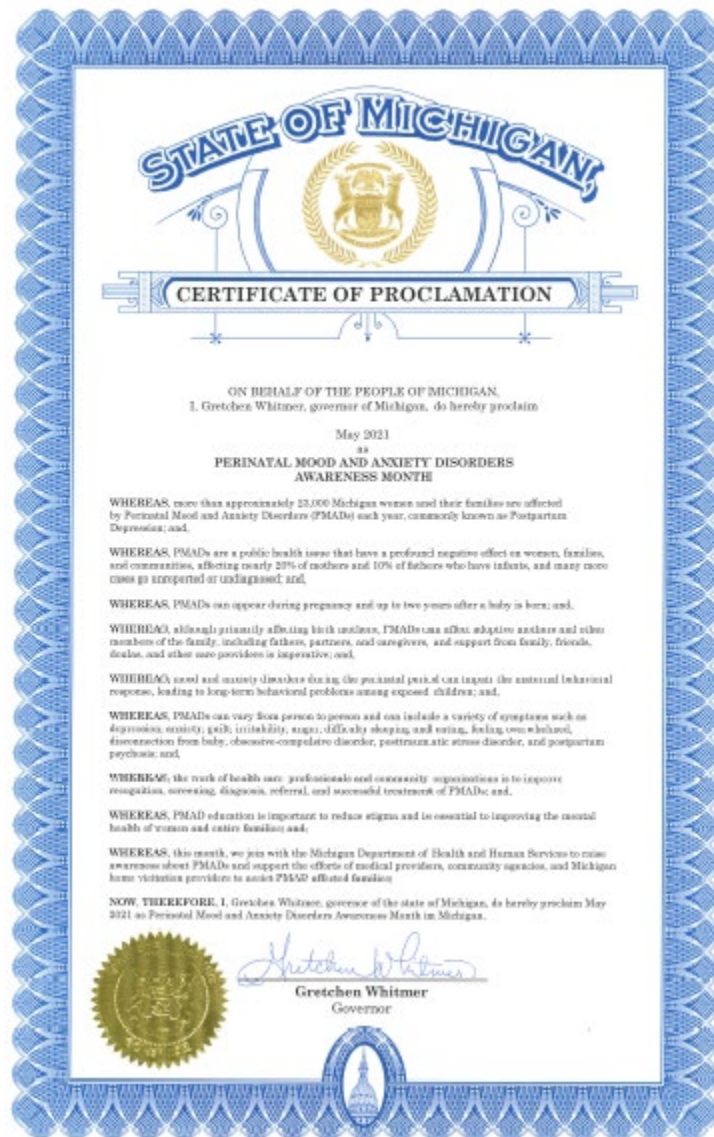 STATE OF MICHIGAN,
CERTIFICATE OF PROCLAMATION
ON BEHALF OF THE PEOPLE OF MICHIGAN,
I, Gretchen Whitmer, governor of Michigan, do hereby proclaim
May 2021
as
PERINATAL MOOD AND ANXIETY DISORDERS
AWARENESS MONTH
WHEREAS, more than approximately 23,000 Michigan women and their families are affected
by Perinatal Mood and Anxiety Disorders (PMADs) each year, commonly known as Postpartum
Depression; and,
WHEREAS, PMADs are a public health issue that have a profound negative effect on women, families,
and communities, affecting nearly 20% of mothers and 10% of fathers who have infants, and many more
cases go unreported or undiagnosed; and,
WHEREAS, PMADs can appear during pregnancy and up to two years after a baby is born; and,
WHEREAS, although primarily affecting birth mothers, PMADs can affect adoptive mothers and other
members of the family, including fathers, partners, and caregivers, and support from family, friends,
doulas, and other care providers is imperative; and,
WHEREAS, mood and anxiety disorders during the perinatal period can impair the maternal behavioral
response, leading to long-term behavioral problems among exposed children; and,
WHEREAS, PMADs can vary from person to person and can include a variety of symptoms such as
depression, anxiety, guilt, irritability, anger, difficulty sleeping and eating, feeling overwhelmed,
disconnection from baby, obsessive-compulsive disorder, posttraumatic stress disorder, and postpartum
psychosis; and,
WHEREAS, the work of health care professionals and community organizations is to improve
recognition, screening, diagnosis, referral, and successful treatment of PMADs; and,
WHEREAS, PMAD education is important to reduce stigma and is essential to improving the mental
health of women and entire families; and,
WHEREAS, this month, we join with the Michigan Department of Health and Human Services to raise
awareness about PMADs and support the efforts of medical providers, community agencies, and Michigan
home visitation providers to assist PMAD affected families;
NOW, THEREFORE, I, Gretchen Whitmer, governor of the state of Michigan, do hereby proclaim May
2021 as Perinatal Mood and Anxiety Disorders Awareness Month in Michigan.
Gretchen Whitmer
Gretchen Whitmer
Governor